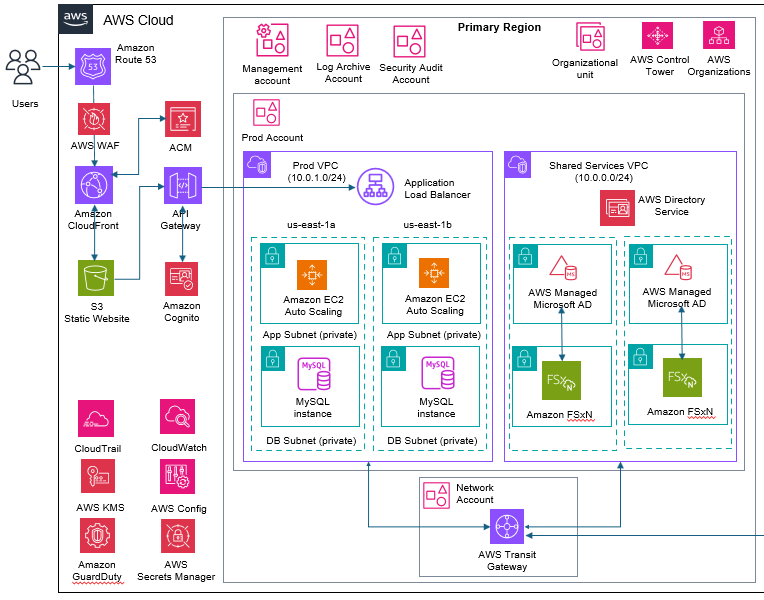 aws
AWS Cloud
Primary Region
Users
Amazon
Route 53
53
AWS WAF
ACM
Amazon
CloudFront
API
Gateway
S3
Static Website
Amazon
Cognito
CloudTrail
CloudWatch
AWS KMS
AWS Config
Amazon
GuardDuty
AWS
Secrets Manager
Management
account
Log Archive
Account
Security Audit
Account
Organizational
unit
AWS Control
Tower
AWS
Organizations
Prod Account
Prod VPC
(10.0.1.0/24)
Application
Load Balancer
us-east-1a
us-east-1b
Amazon EC2
Auto Scaling
Amazon EC2
Auto Scaling
App Subnet (private)
App Subnet (private)
MySQL
MySQL
instance
MySQL
MySQL
instance
DB Subnet (private)
DB Subnet (private)
Shared Services VPC
(10.0.0.0/24)
AWS Directory
Service
MS
AWS Managed
Microsoft AD
MS
AWS Managed
Microsoft AD
FSxN
Amazon FSxN
FSxN
Amazon FSxN
Network
Account
AWS Transit
Gateway